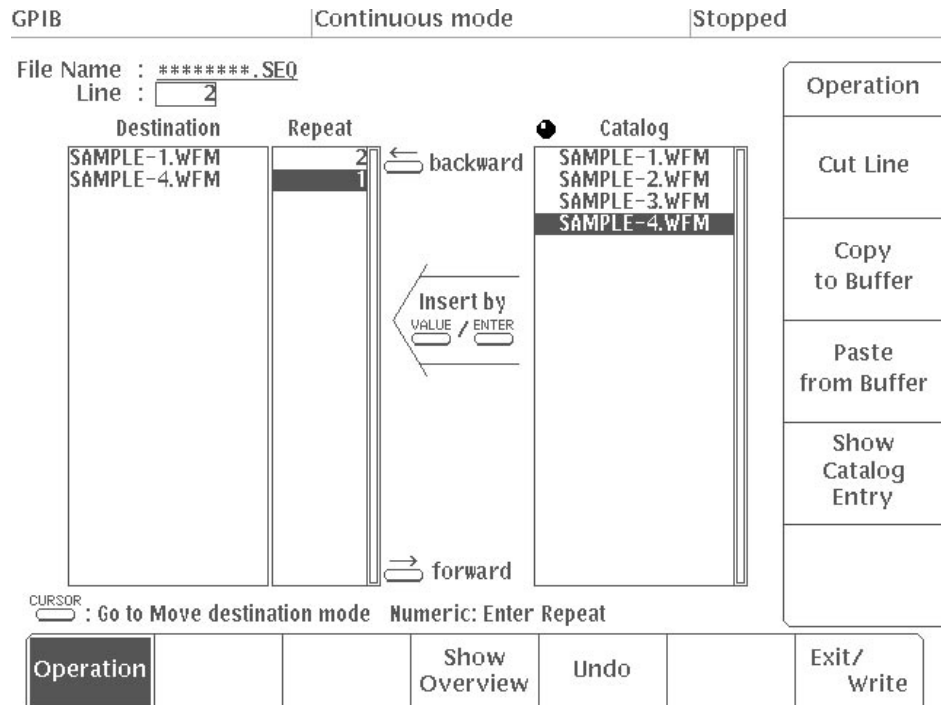 GPIB Continuous mode Stopped
File Name : ********.SEQ
Line : 2
Destination Repeat Catalog
SAMPLE-1.WFM 2
SAMPLE-4.WFM 1
backward
SAMPLE-1.WFM
SAMPLE-2.WFM
SAMPLE-3.WFM
SAMPLE-4.WFM
Insert by
VALUE / ENTER
forward
CURSOR : Go to Move destination mode Numeric: Enter Repeat
Operation
Cut Line
Copy
to Buffer
Paste
from Buffer
Show
Catalog
Entry
Operation
Show
Overview
Undo
Exit/
Write